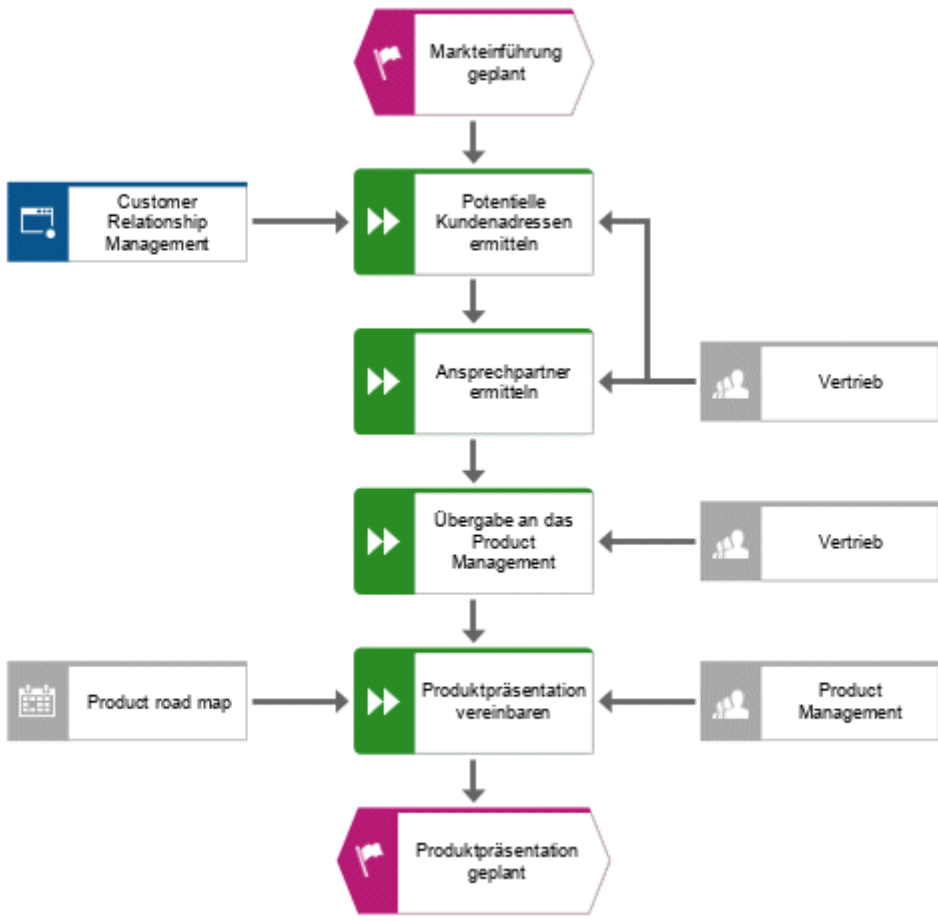 Markteinführung
geplant
Customer
Relationship
Management
Potentielle
Kundenadressen
ermitteln
Ansprechpartner
ermitteln
Vertrieb
Übergabe an das
Product
Management
Vertrieb
Product road map
Produktpräsentation
vereinbaren
Product
Management
Produktpräsentation
geplant